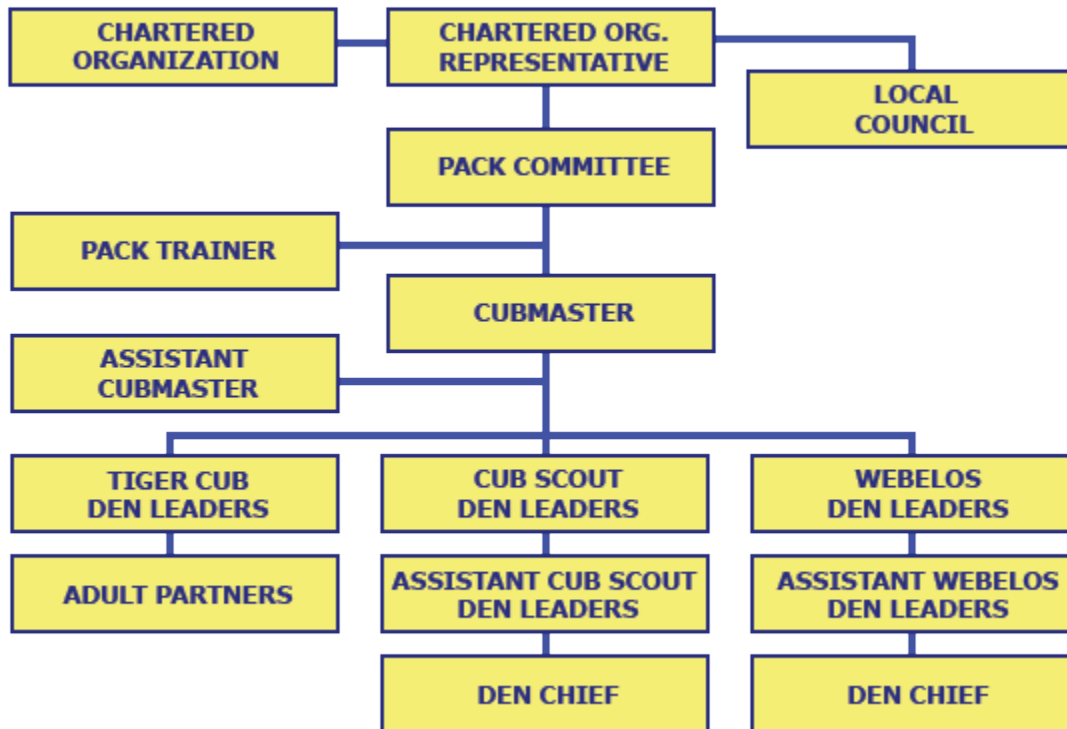 CHARTERED
ORGANIZATION
CHARTERED ORG.
REPRESENTATIVE
LOCAL
COUNCIL
PACK COMMITTEE
PACK TRAINER
CUBMASTER
ASSISTANT
CUBMASTER
TIGER CUB
DEN LEADERS
CUB SCOUT
DEN LEADERS
WEBELOS
DEN LEADERS
ADULT PARTNERS
ASSISTANT CUB SCOUT
DEN LEADERS
ASSISTANT WEBELOS
DEN LEADERS
DEN CHIEF
DEN CHIEF